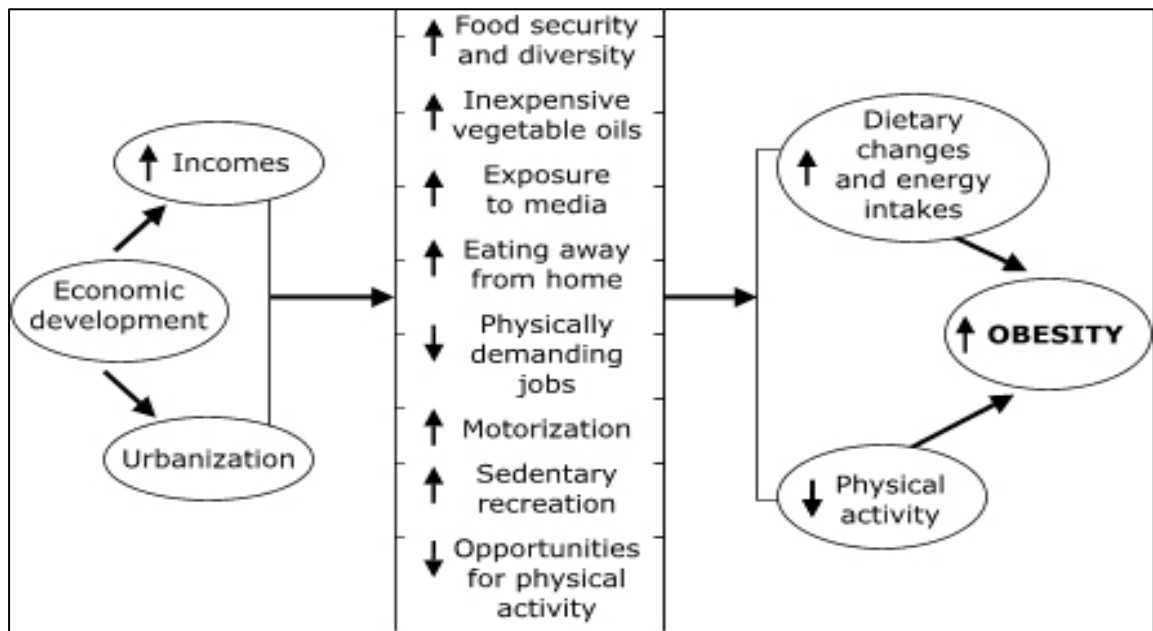 Incomes
Economic
development
Urbanization
Food security
and diversity
Inexpensive
vegetable oils
Exposure
to media
Eating away
from home
Physically
demanding
jobs
Motorization
Sedentary
recreation
Opportunities
for physical
activity
Dietary
changes
and energy
intakes
OBESITY
Physical
activity